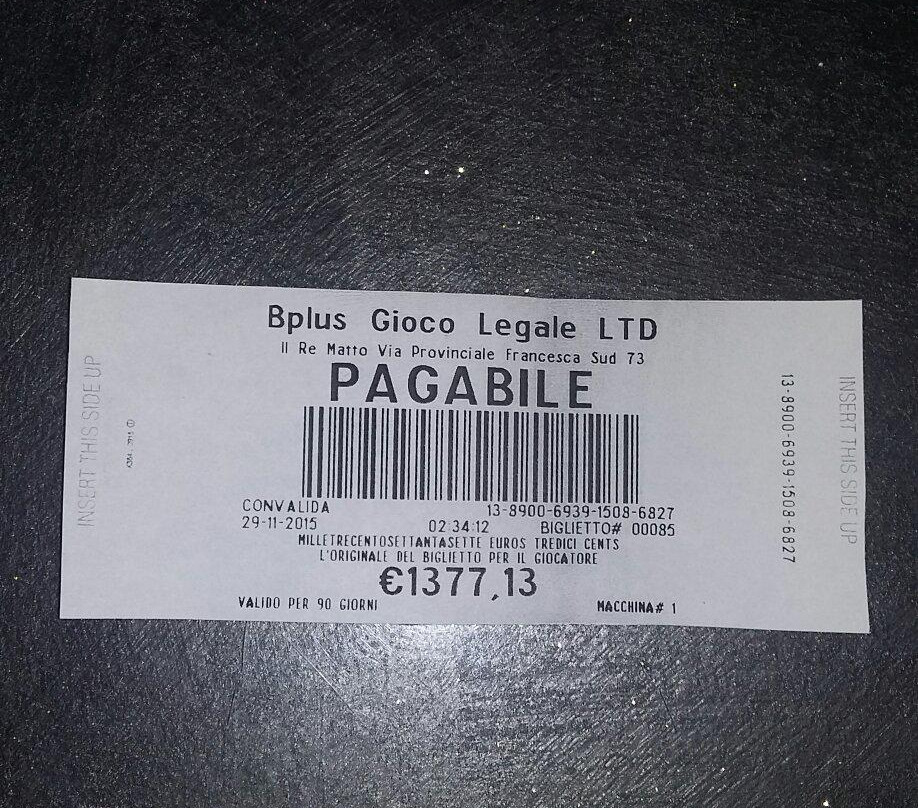 Bplus Gioco Legale LTD
Il Re Matto Via Provinciale Francesca Sud 73
PAGABILE
INSERT THIS SIDE UP
CONVALIDA 13-8900-6939-1508-6827
29-11-2015 02:34:12 BIGLIETTO# 00085
MILLETRECENTOSETTANTASETTE EUROS TREDICI CENTS
L'ORIGINALE DEL BIGLIETTO PER IL GIOCATORE
€1377,13
VALIDO PER 90 GIORNI MACCHINA# 1
13-8900-6939-1508-6827
INSERT THIS SIDE UP